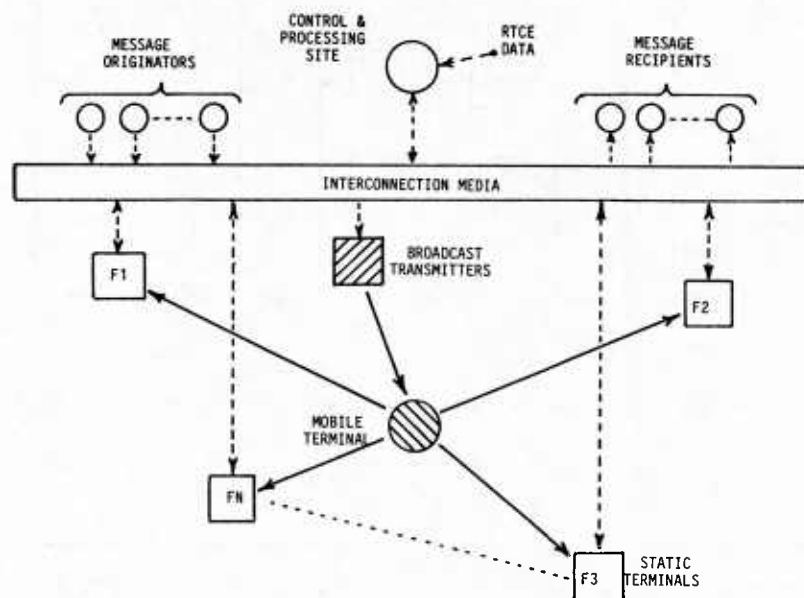 CONTROL &
PROCESSING
SITE
RTCE
DATA
MESSAGE
ORIGINATORS
MESSAGE
RECIPIENTS
INTERCONNECTION MEDIA
F1
BROADCAST
TRANSMITTERS
F2
MOBILE
TERMINAL
FN
F3
STATIC
TERMINALS